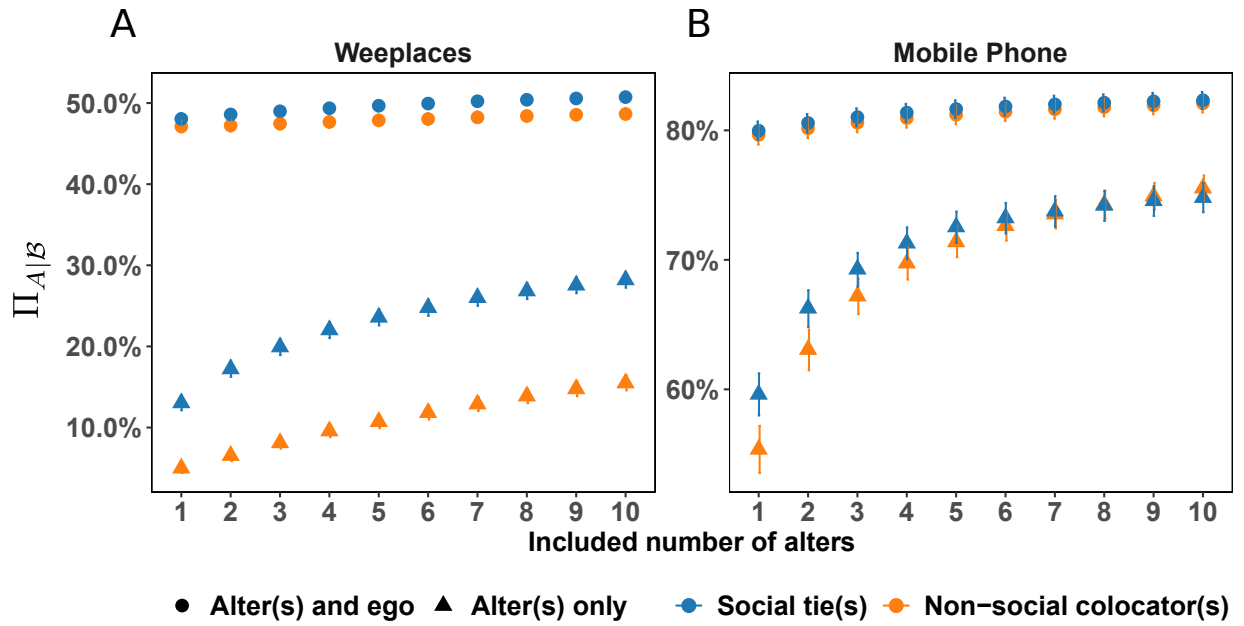 A
B
Weeplaces
Mobile Phone
50.0%
40.0%
30.0%
20.0%
10.0%
80%
70%
60%
Π_{A|𝓑}
1 2 3 4 5 6 7 8 9 10
1 2 3 4 5 6 7 8 9 10
Included number of alters
Alter(s) and ego Alter(s) only Social tie(s) Non−social colocator(s)